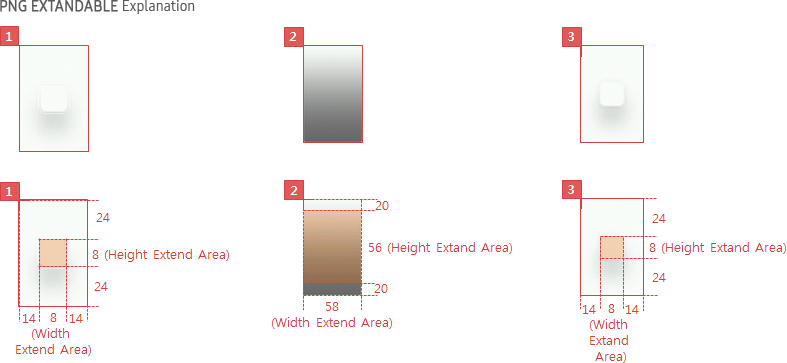 PNG EXTANDABLE Explanation
1
2
3
1
24
8 (Height Extend Area)
24
14 8 14
(Width
Extend Area)
2
20
56 (Height Extand Area)
20
58
(Width Extend Area)
3
24
8 (Height Extand Area)
24
14 8 14
(Width
Extand
Area)